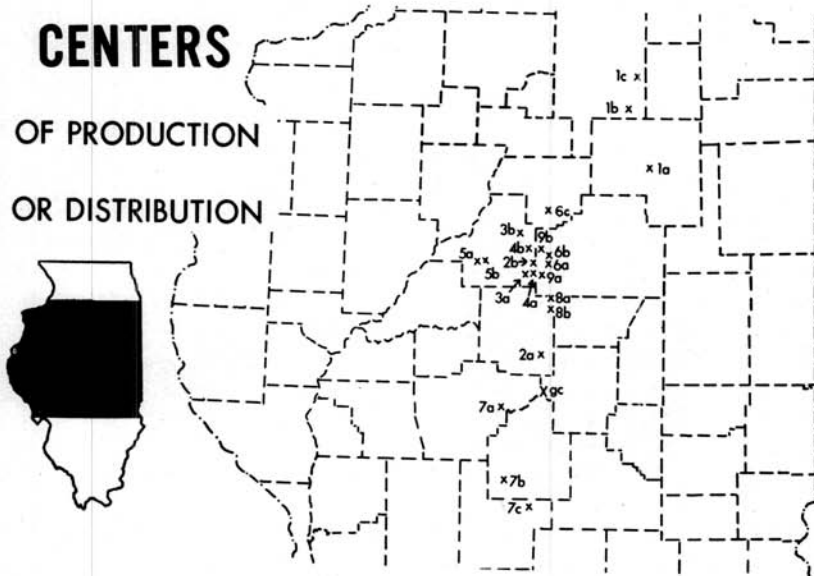 CENTERS
OF PRODUCTION
OR DISTRIBUTION
1c
1b
1a
6c
3b
9b
4b
6b
5a
2b
6a
5b
9a
3a
4a
8a
8b
2a
gc
7a
7b
7c